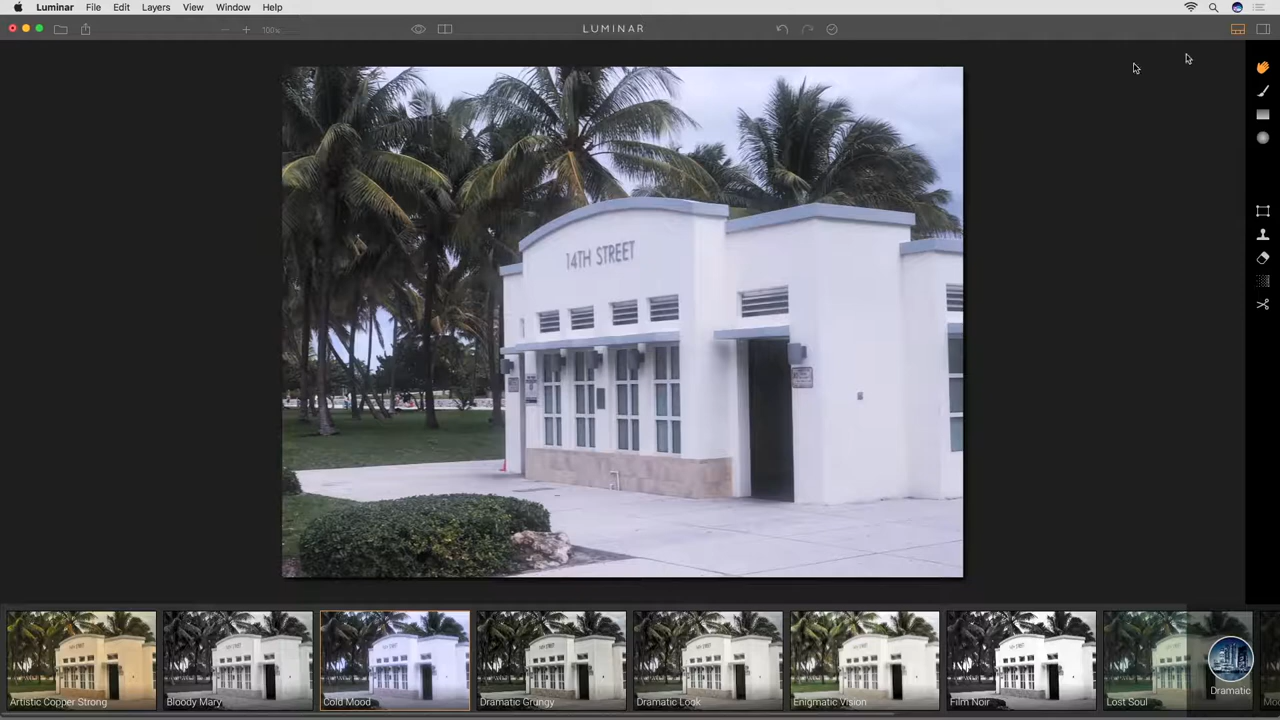 Luminar File Edit Layers View Window Help
100%
LUMINAR
14TH STREET
Artistic Copper Strong
Bloody Mary
Cold Mood
Dramatic Grungy
Dramatic Look
Enigmatic Vision
Film Noir
Lost Soul
Dramatic